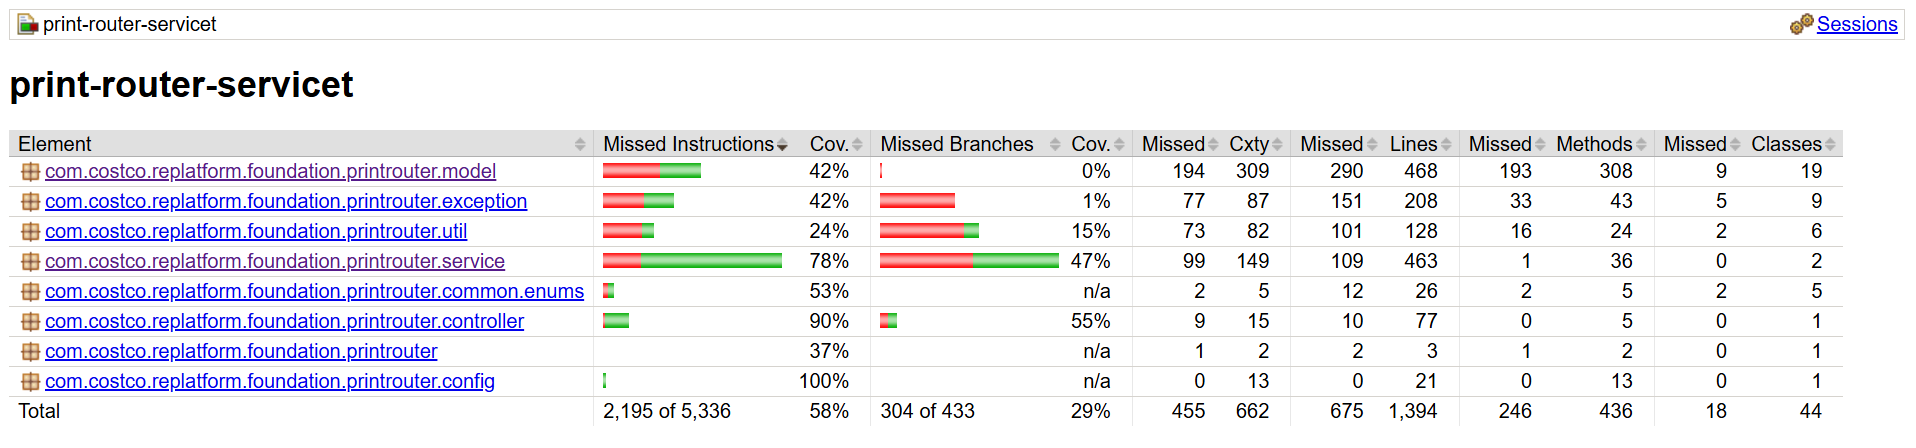 print-router-servicet Sessions
print-router-servicet
Element Missed Instructions Cov. Missed Branches Cov. Missed Cxty Missed Lines Missed Methods Missed Classes
com.costco.replatform.foundation.printrouter.model 42% 0% 194 309 290 468 193 308 9 19
com.costco.replatform.foundation.printrouter.exception 42% 1% 77 87 151 208 33 43 5 9
com.costco.replatform.foundation.printrouter.util 24% 15% 73 82 101 128 16 24 2 6
com.costco.replatform.foundation.printrouter.service 78% 47% 99 149 109 463 1 36 0 2
com.costco.replatform.foundation.printrouter.common.enums 53% n/a 2 5 12 26 2 5 2 5
com.costco.replatform.foundation.printrouter.controller 90% 55% 9 15 10 77 0 5 0 1
com.costco.replatform.foundation.printrouter 37% n/a 1 2 2 3 1 2 0 1
com.costco.replatform.foundation.printrouter.config 100% n/a 0 13 0 21 0 13 0 1
Total 2,195 of 5,336 58% 304 of 433 29% 455 662 675 1,394 246 436 18 44